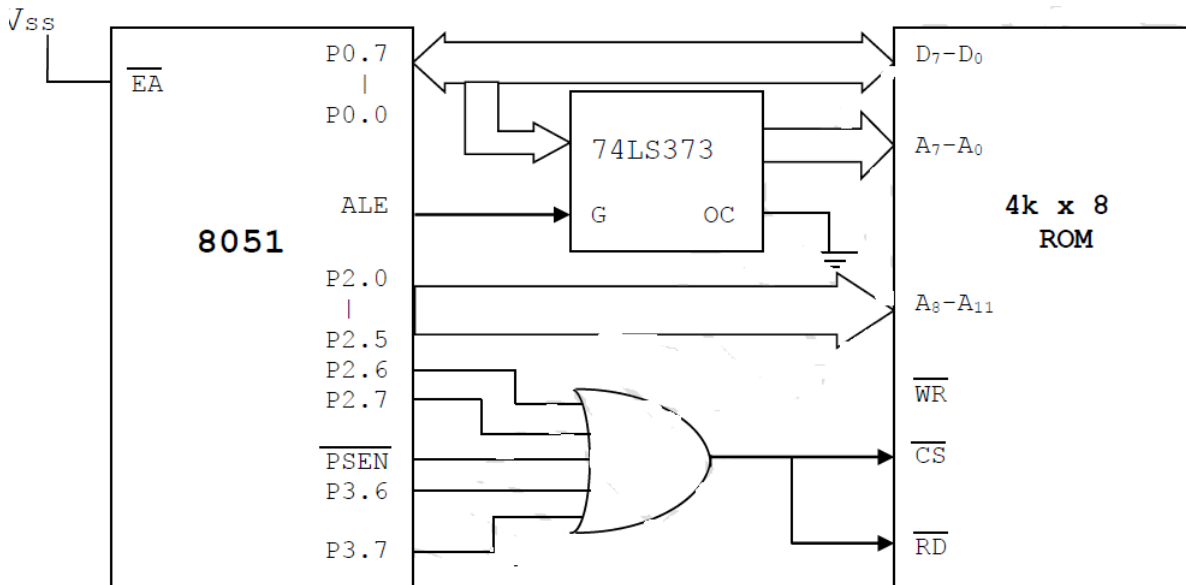 Vss
EA
P0.7
|
P0.0
ALE
8051
P2.0
|
P2.5
P2.6
P2.7
PSEN
P3.6
P3.7
74LS373
G OC
D₇-D₀
A₇-A₀
4k x 8
ROM
A₈-A₁₁
WR
CS
RD